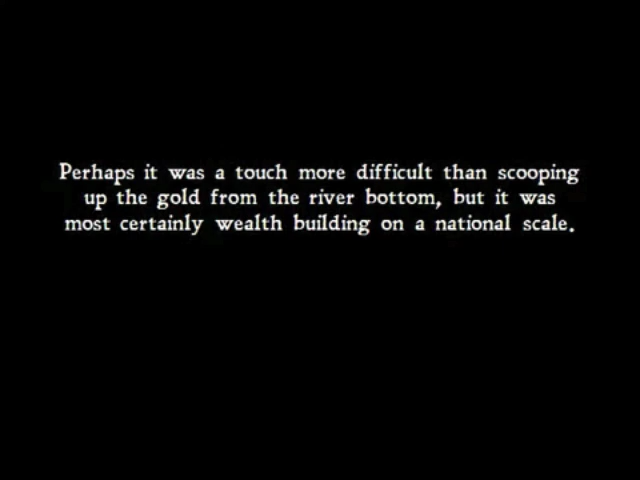 Perhaps it was a touch more difficult than scooping
up the gold from the river bottom, but it was
most certainly wealth building on a national scale.